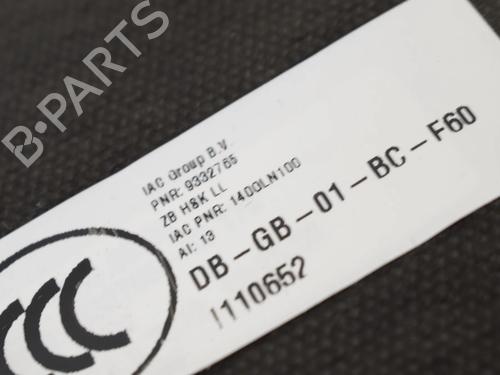 B-PARTS
IAC Group B.V.
PNR: 9332765
ZB H&K LL
IAC PNR: 1400LN100
AI: 13
DB-GB-01-BC-F60
I110652
CCC